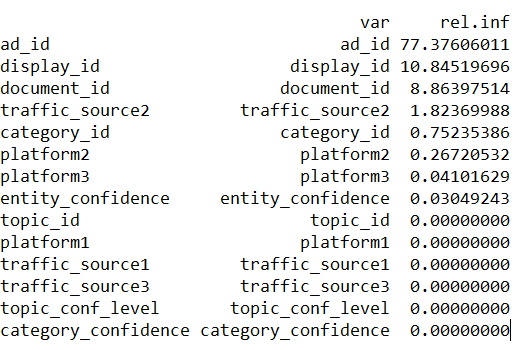 var rel.inf
ad_id ad_id 77.37606011
display_id display_id 10.84519696
document_id document_id 8.86397514
traffic_source2 traffic_source2 1.82369988
category_id category_id 0.75235386
platform2 platform2 0.26720532
platform3 platform3 0.04101629
entity_confidence entity_confidence 0.03049243
topic_id topic_id 0.00000000
platform1 platform1 0.00000000
traffic_source1 traffic_source1 0.00000000
traffic_source3 traffic_source3 0.00000000
topic_conf_level topic_conf_level 0.00000000
category_confidence category_confidence 0.00000000